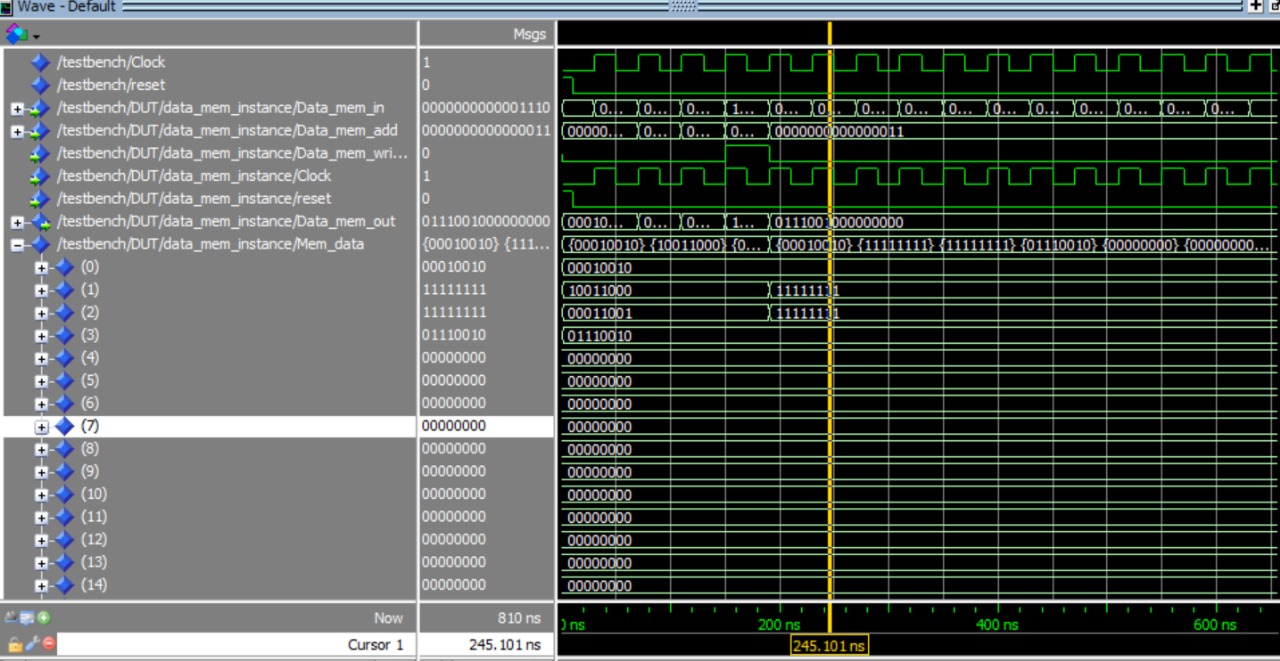 Wave - Default
Msgs
/testbench/Clock 1
/testbench/reset 0
/testbench/DUT/data_mem_instance/Data_mem_in 0000000000001110 0... 0... 0... 1... 0... 0... 0... 0... 0... 0... 0... 0... 0... 0...
/testbench/DUT/data_mem_instance/Data_mem_add 0000000000000011 00000... 0... 0... 0... 0000000000000011
/testbench/DUT/data_mem_instance/Data_mem_wri... 0
/testbench/DUT/data_mem_instance/Clock 1
/testbench/DUT/data_mem_instance/reset 0
/testbench/DUT/data_mem_instance/Data_mem_out 0111001000000000 00010... 0... 0... 1... 0111001000000000
/testbench/DUT/data_mem_instance/Mem_data {00010010} {111... {00010010} {10011000} {0... {00010010} {11111111} {11111111} {01110010} {00000000} {00000000...
(0) 00010010 00010010
(1) 11111111 10011000 11111111
(2) 11111111 00011001 11111111
(3) 01110010 01110010
(4) 00000000 00000000
(5) 00000000 00000000
(6) 00000000 00000000
(7) 00000000 00000000
(8) 00000000 00000000
(9) 00000000 00000000
(10) 00000000 00000000
(11) 00000000 00000000
(12) 00000000 00000000
(13) 00000000 00000000
(14) 00000000 00000000
Now 810 ns ns 200 ns 400 ns 600 ns
Cursor 1 245.101 ns 245.101 ns